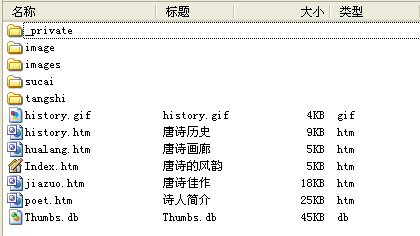 名称 标题 大小 类型
_private
image
images
sucai
tangshi
history.gif history.gif 4KB gif
history.htm 唐诗历史 9KB htm
hualang.htm 唐诗画廊 5KB htm
Index.htm 唐诗的风韵 5KB htm
jiazuo.htm 唐诗佳作 18KB htm
poet.htm 诗人简介 25KB htm
Thumbs.db Thumbs.db 45KB db